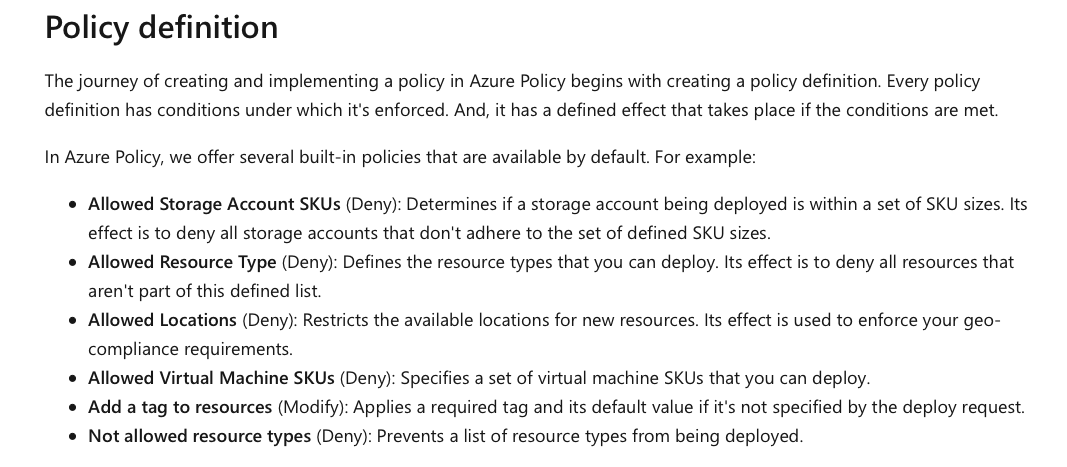 Policy definition
The journey of creating and implementing a policy in Azure Policy begins with creating a policy definition. Every policy
definition has conditions under which it's enforced. And, it has a defined effect that takes place if the conditions are met.
In Azure Policy, we offer several built-in policies that are available by default. For example:
• Allowed Storage Account SKUs (Deny): Determines if a storage account being deployed is within a set of SKU sizes. Its
effect is to deny all storage accounts that don't adhere to the set of defined SKU sizes.
• Allowed Resource Type (Deny): Defines the resource types that you can deploy. Its effect is to deny all resources that
aren't part of this defined list.
• Allowed Locations (Deny): Restricts the available locations for new resources. Its effect is used to enforce your geo-
compliance requirements.
• Allowed Virtual Machine SKUs (Deny): Specifies a set of virtual machine SKUs that you can deploy.
• Add a tag to resources (Modify): Applies a required tag and its default value if it's not specified by the deploy request.
• Not allowed resource types (Deny): Prevents a list of resource types from being deployed.